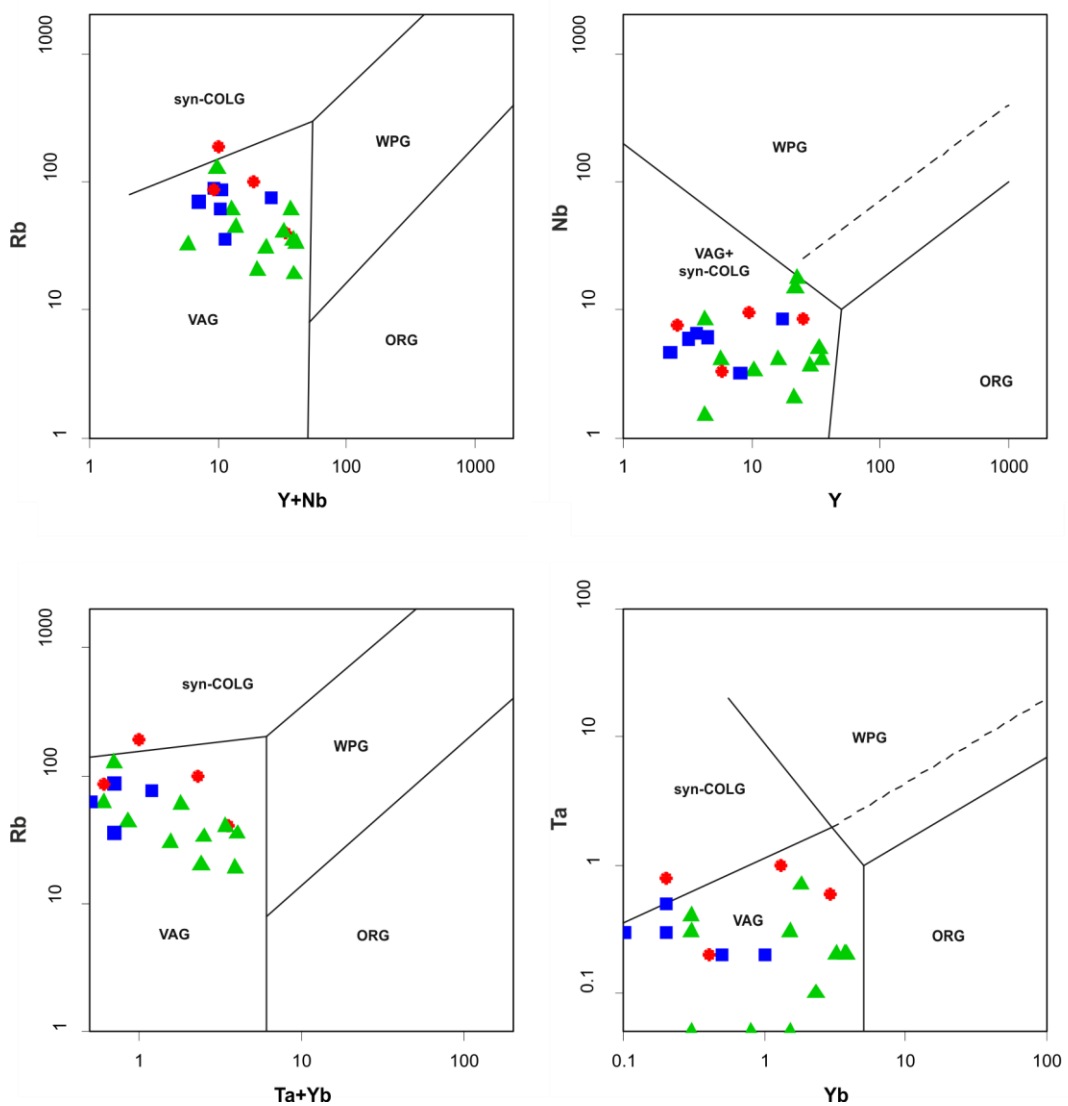 1000
100
10
1
Rb
syn-COLG
WPG
VAG
ORG
1
10
100
1000
Y+Nb
1000
100
10
1
Nb
WPG
VAG+
syn-COLG
ORG
1
10
100
1000
Y
1000
100
10
1
Rb
syn-COLG
WPG
VAG
ORG
1
10
100
Ta+Yb
100
10
1
0.1
Ta
WPG
syn-COLG
VAG
ORG
0.1
1
10
100
Yb